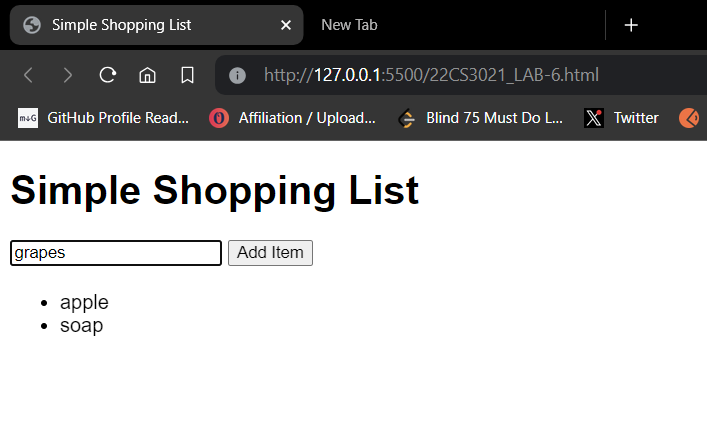 Simple Shopping List New Tab
http://127.0.0.1:5500/22CS3021_LAB-6.html
m↓G GitHub Profile Read... Affiliation / Upload... Blind 75 Must Do L... Twitter
Simple Shopping List
grapes Add Item
apple
soap